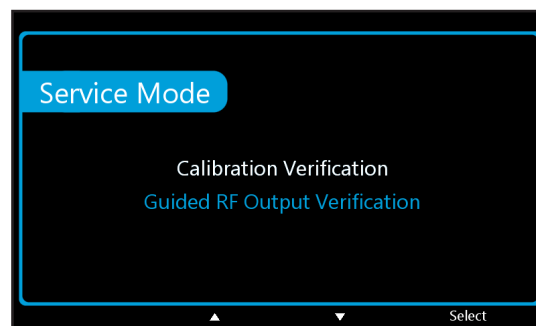 Service Mode
Calibration Verification
Guided RF Output Verification
▲ ▼ Select